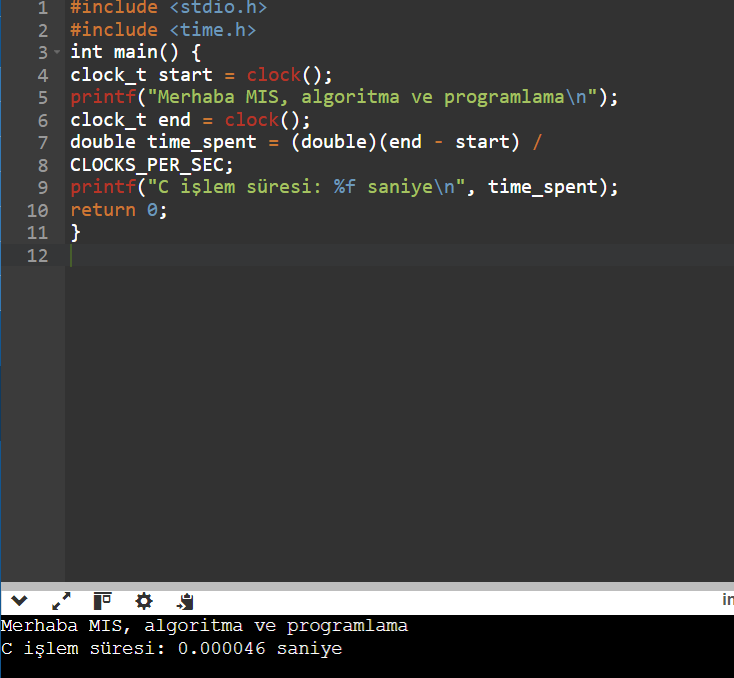 1 #include <stdio.h>
2 #include <time.h>
3 int main() {
4 clock_t start = clock();
5 printf("Merhaba MIS, algoritma ve programlama\n");
6 clock_t end = clock();
7 double time_spent = (double)(end - start) /
8 CLOCKS_PER_SEC;
9 printf("C işlem süresi: %f saniye\n", time_spent);
10 return 0;
11 }
12
Merhaba MIS, algoritma ve programlama
C işlem süresi: 0.000046 saniye